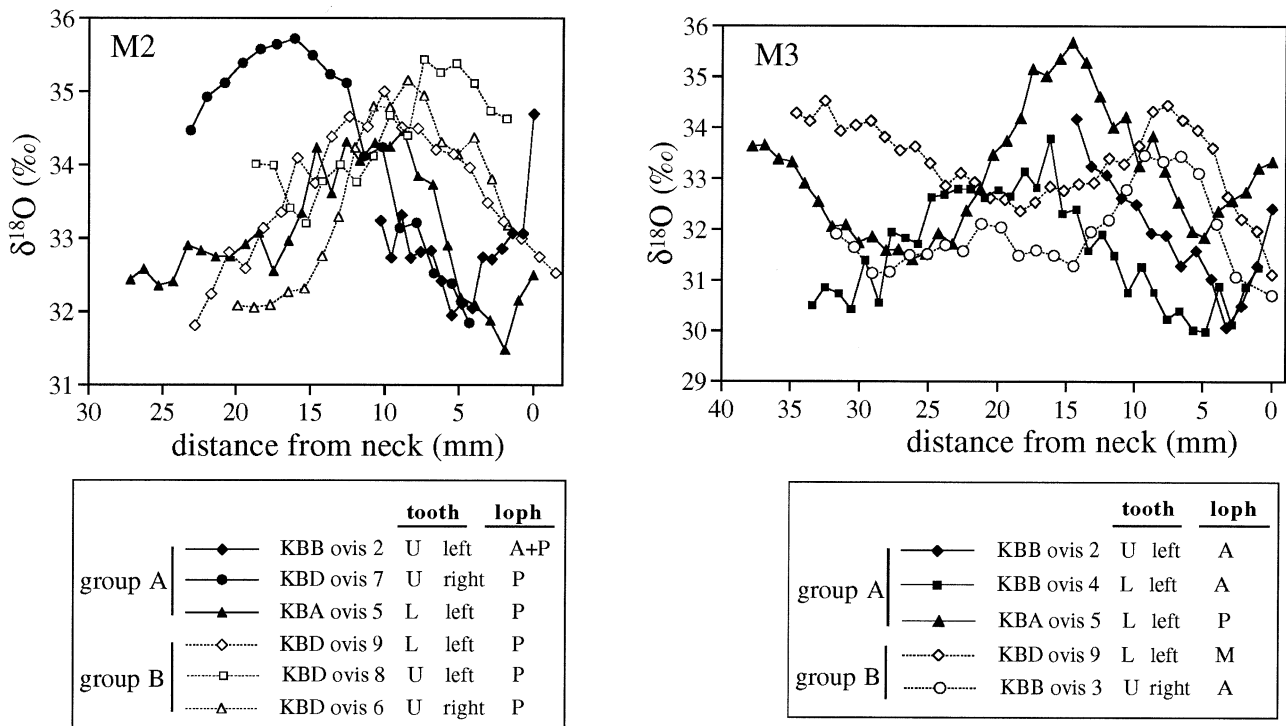 M2
36
35
34
33
32
31
δ18O (‰)
30 25 20 15 10 5 0
distance from neck (mm)
tooth loph
group A
KBB ovis 2 U left A+P
KBD ovis 7 U right P
KBA ovis 5 L left P
group B
KBD ovis 9 L left P
KBD ovis 8 U left P
KBD ovis 6 U right P
M3
36
35
34
33
32
31
30
29
δ18O (‰)
40 35 30 25 20 15 10 5 0
distance from neck (mm)
tooth loph
group A
KBB ovis 2 U left A
KBB ovis 4 L left A
KBA ovis 5 L left P
group B
KBD ovis 9 L left M
KBB ovis 3 U right A